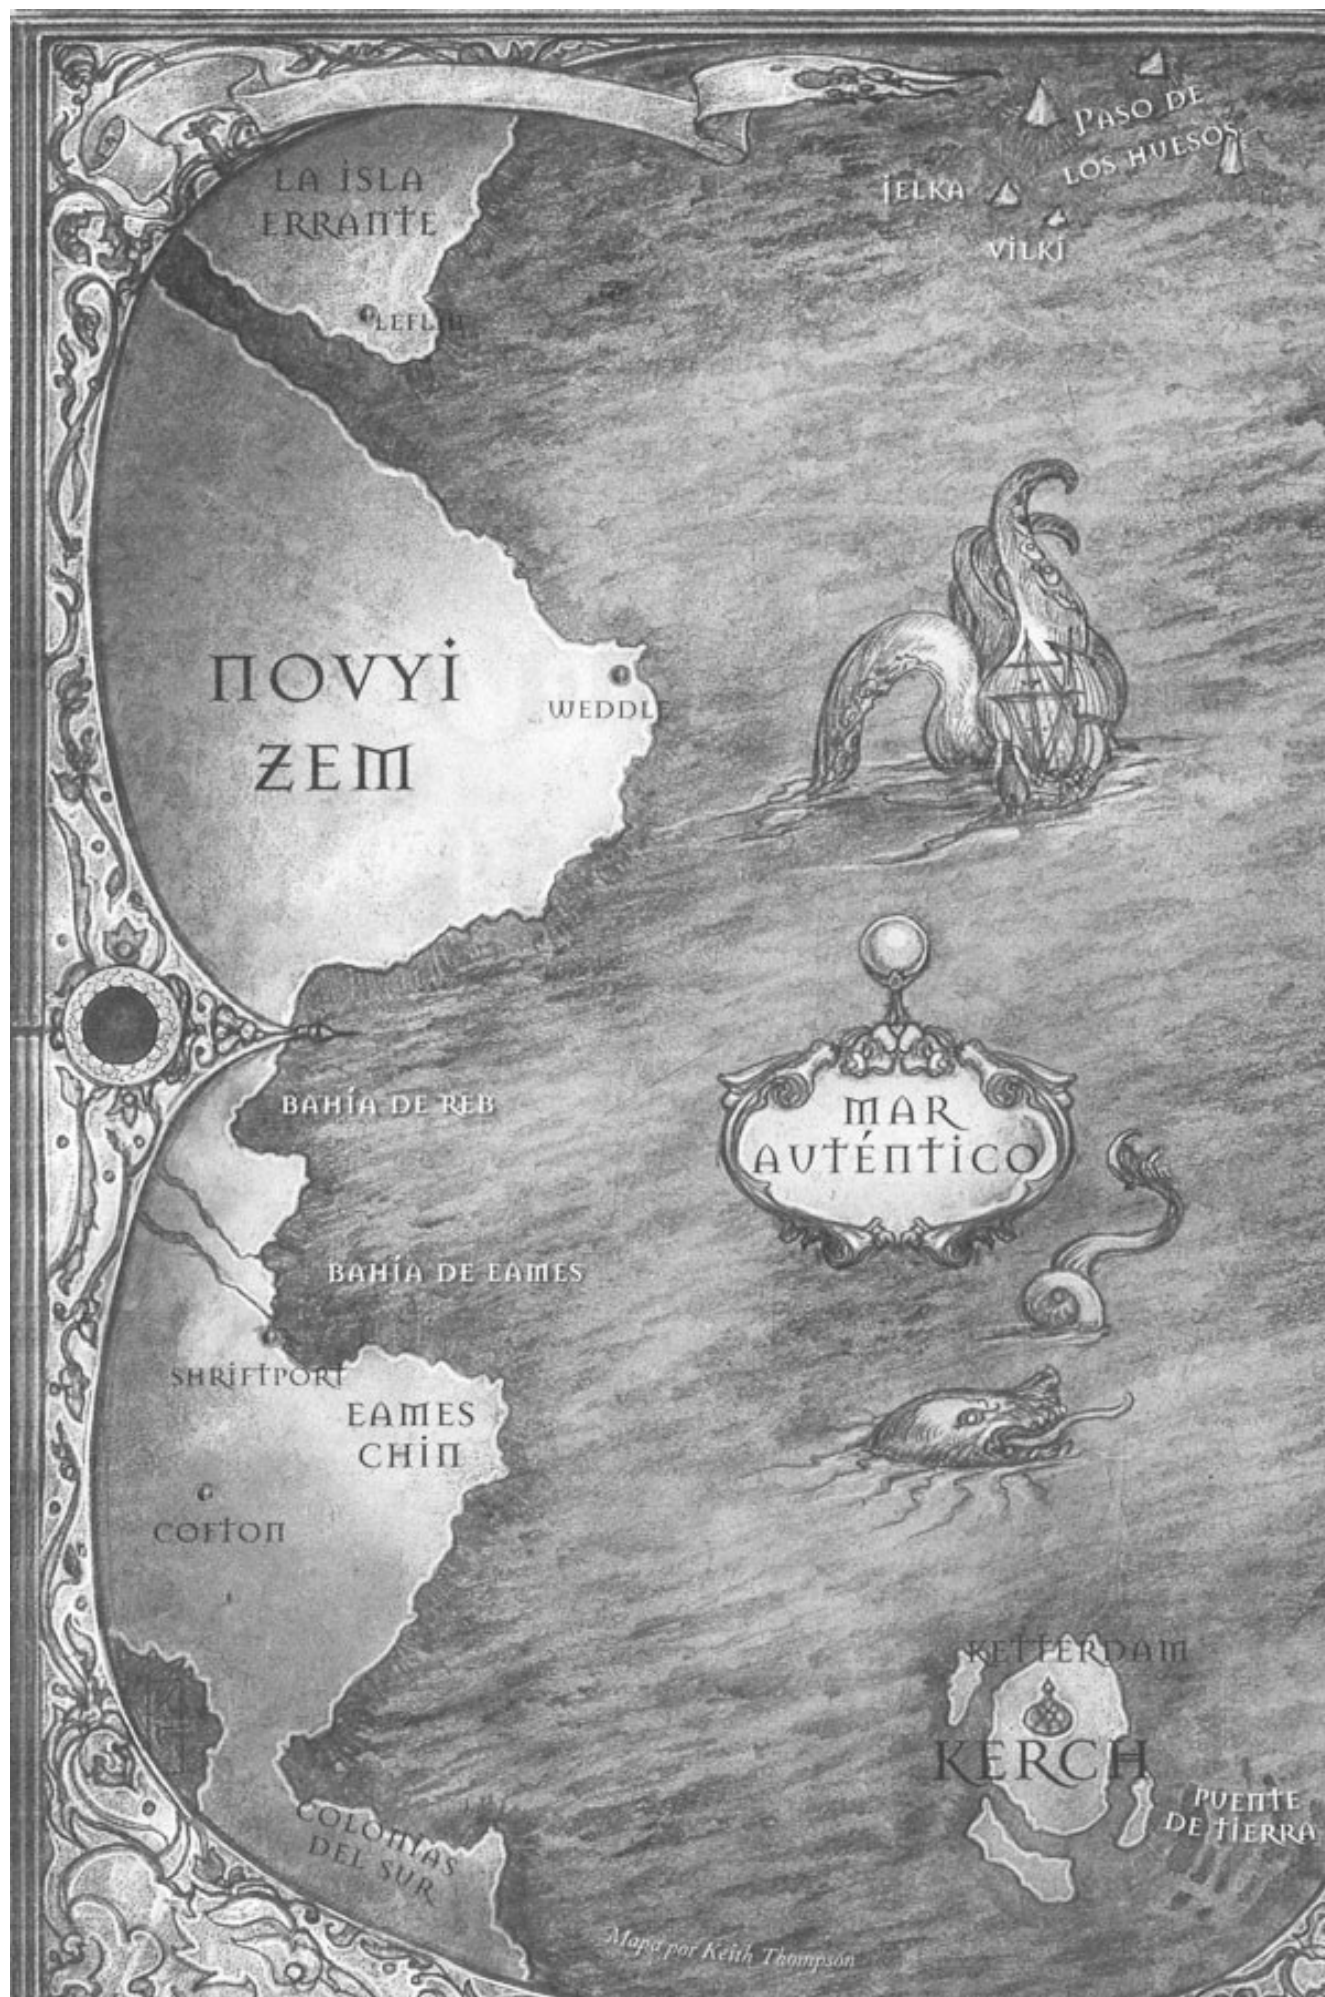 LA ISLA
ERRANTE
LEFLIN
PASO DE
LOS HUESOS
JELKA
VILKI
NOVYI
ZEM
WEDDLE
BAHÍA DE REB
MAR
AUTÉNTICO
BAHÍA DE EAMES
SHRIFTPORT
EAMES
CHIN
COFTON
KETTERDAM
KERCH
PUENTE
DE TIERRA
COLONIAS
DEL SUR
Mapa por Keith Thompson